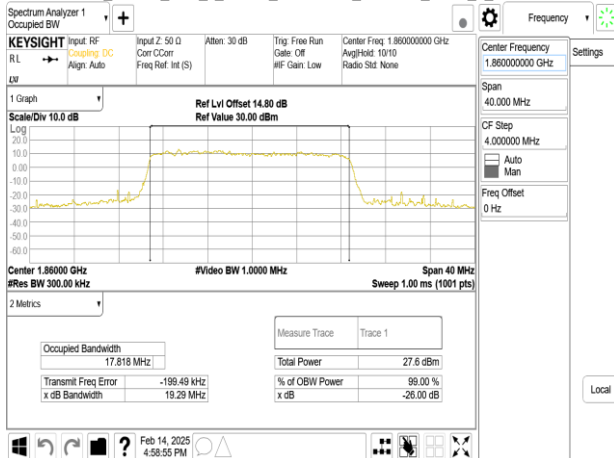 Spectrum Analyzer 1
Occupied BW
+
Frequency
KEYSIGHT
RL
LXI
Input: RF
Coupling: DC
Align: Auto
Input Z: 50 Ω
Corr CCorr
Freq Ref: Int (S)
Atten: 30 dB
Trig: Free Run
Gate: Off
#IF Gain: Low
Center Freq: 1.860000000 GHz
Avg|Hold: 10/10
Radio Std: None
Center Frequency
1.860000000 GHz
Settings
Span
40.000 MHz
CF Step
4.000000 MHz
Auto
Man
Freq Offset
0 Hz
Local
1 Graph
Scale/Div 10.0 dB
Ref Lvl Offset 14.80 dB
Ref Value 30.00 dBm
Log
20.0
10.0
0.00
-10.0
-20.0
-30.0
-40.0
-50.0
-60.0
Center 1.86000 GHz
#Res BW 300.00 kHz
#Video BW 1.0000 MHz
Span 40 MHz
Sweep 1.00 ms (1001 pts)
2 Metrics
Measure Trace
Trace 1
Occupied Bandwidth
17.818 MHz
Total Power
27.6 dBm
Transmit Freq Error
-199.49 kHz
% of OBW Power
99.00 %
x dB Bandwidth
19.29 MHz
x dB
-26.00 dB
?
Feb 14, 2025
4:58:55 PM